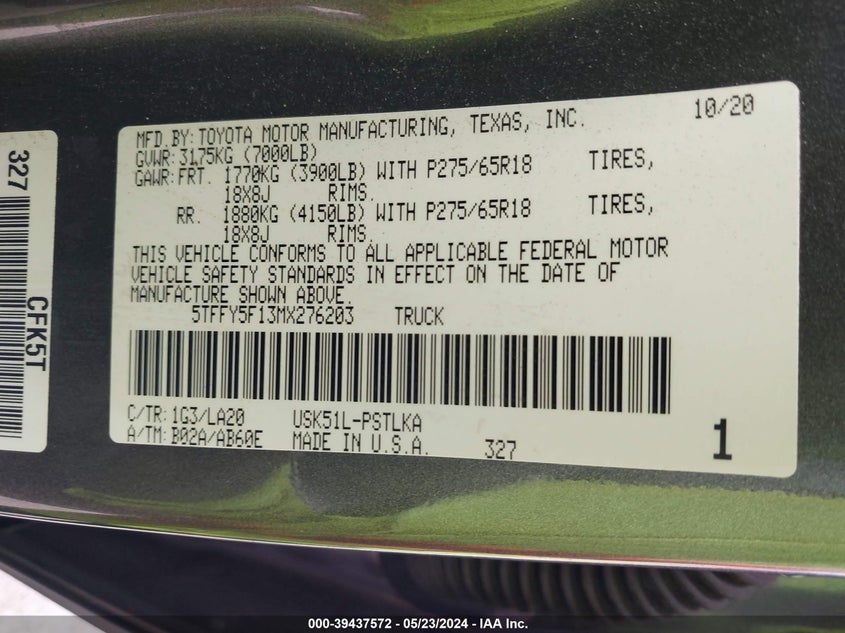 327
CFK5T
MFD.BY:TOYOTA MOTOR MANUFACTURING, TEXAS, INC. 10/20
GVWR:3175KG (7000LB)
GAWR:FRT. 1770KG (3900LB) WITH P275/65R18 TIRES,
18X8J RIMS.
RR. 1880KG (4150LB) WITH P275/65R18 TIRES,
18X8J RIMS.
THIS VEHICLE CONFORMS TO ALL APPLICABLE FEDERAL MOTOR
VEHICLE SAFETY STANDARDS IN EFFECT ON THE DATE OF
MANUFACTURE SHOWN ABOVE.
5TFFY5F13MX276203 TRUCK
C/TR:1G3/LA20 USK51L-PSTLKA
A/TM:B02A/AB60E MADE IN U.S.A. 327 1
000-39437572 - 05/23/2024 - IAA Inc.